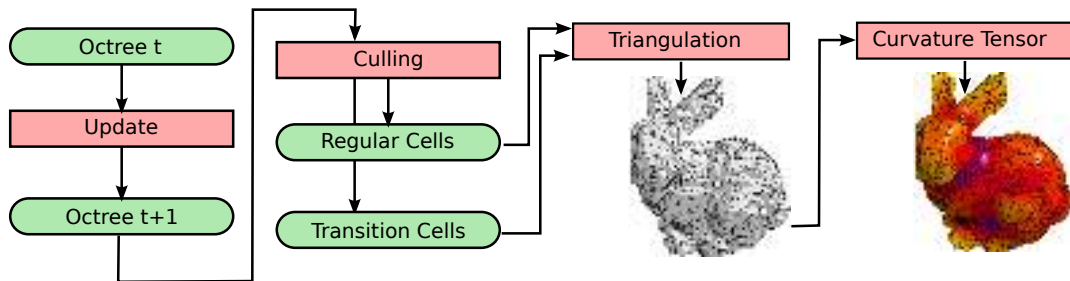 Octree t
Update
Octree t+1
Culling
Regular Cells
Transition Cells
Triangulation
Curvature Tensor